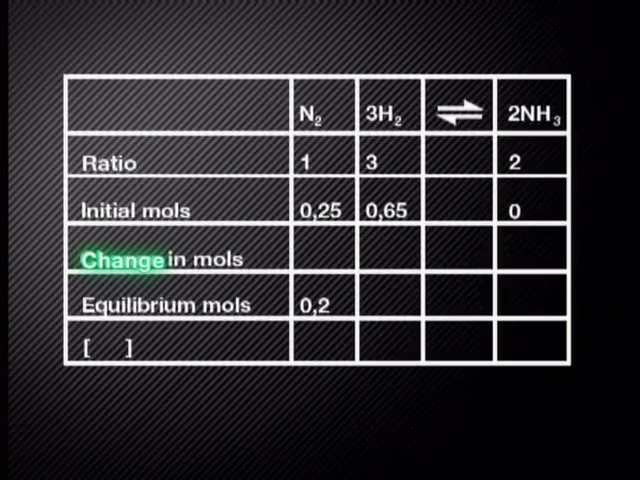 N₂ 3H₂ ⇌ 2NH₃
Ratio 1 3 2
Initial mols 0,25 0,65 0
Change in mols
Equilibrium mols 0,2
[ ]